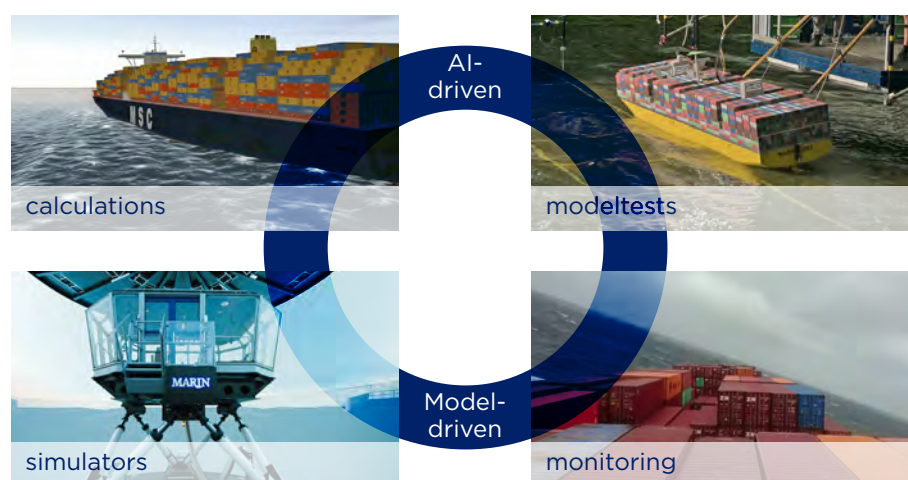 MSC
AI-
driven
calculations
modeltests
MARIN
Model-
driven
simulators
monitoring